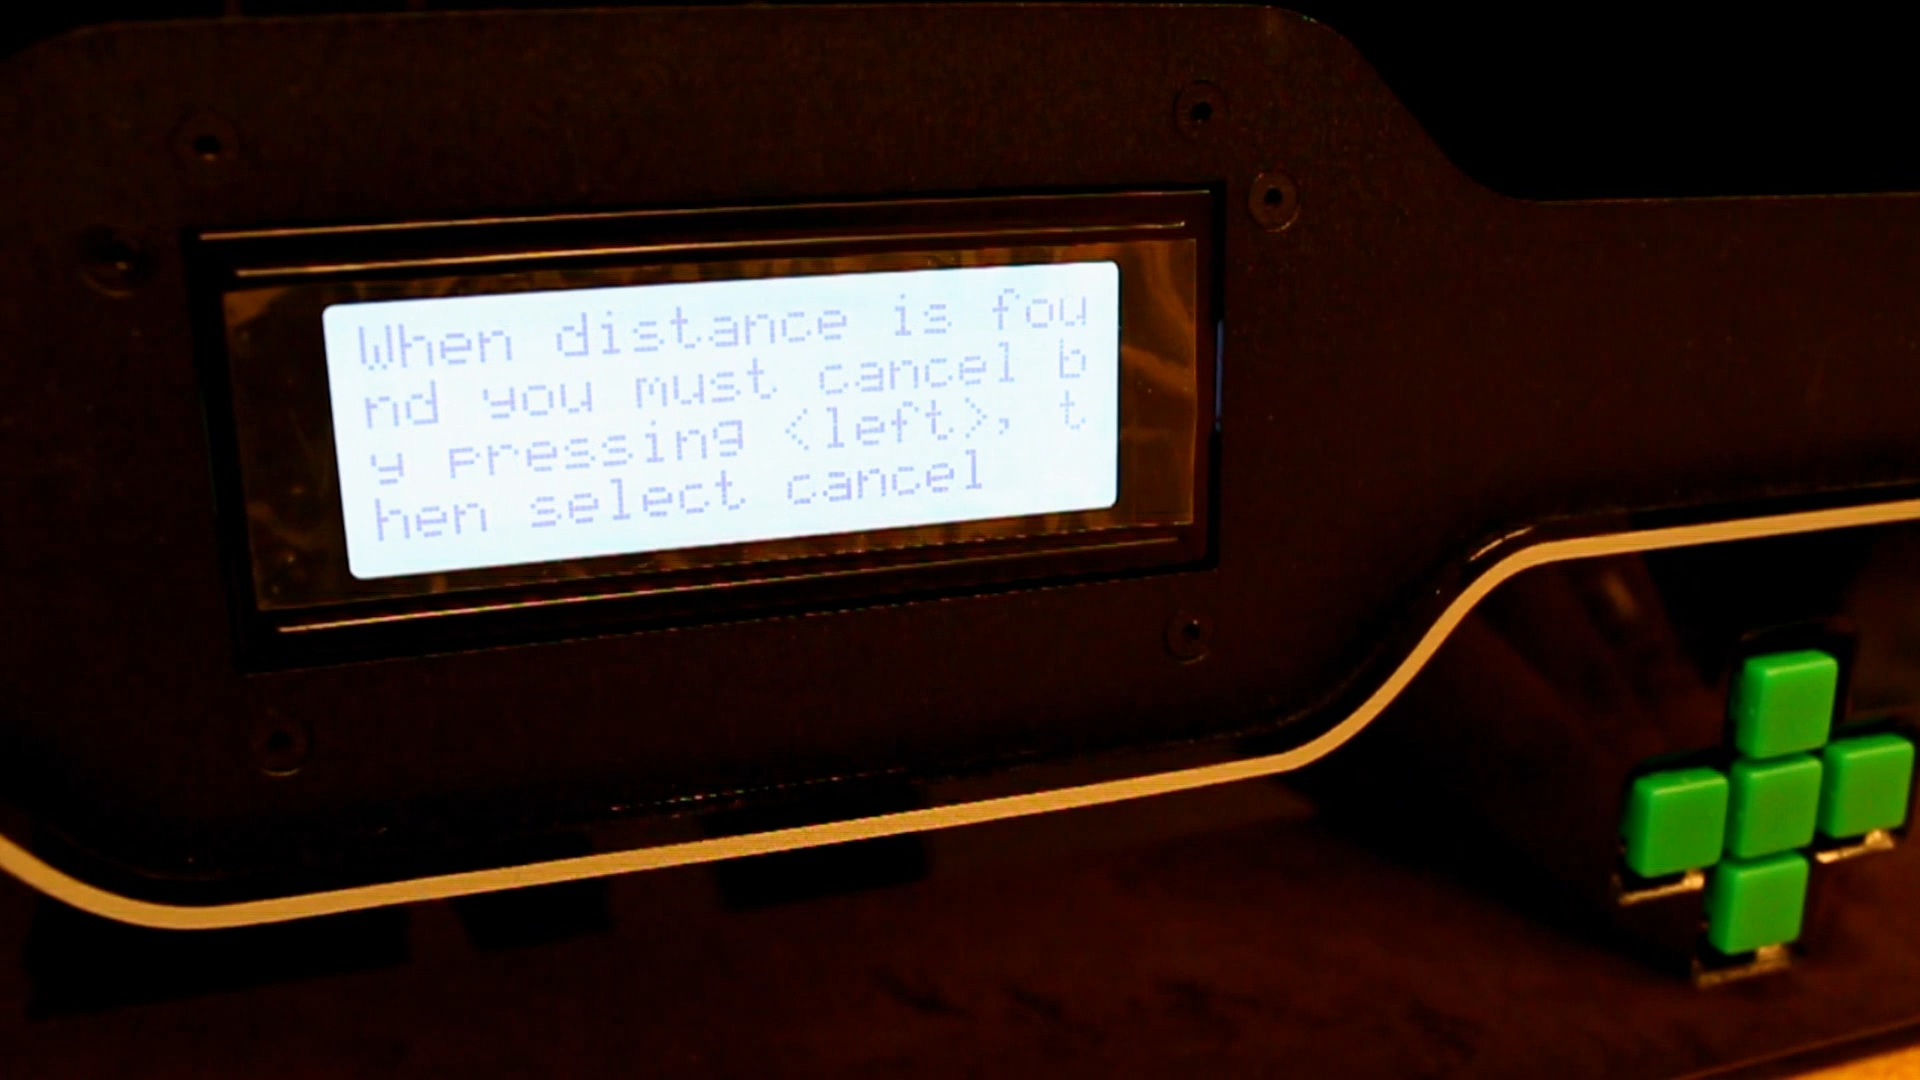 When distance is fou
nd you must cancel b
y pressing <left>, t
hen select cancel